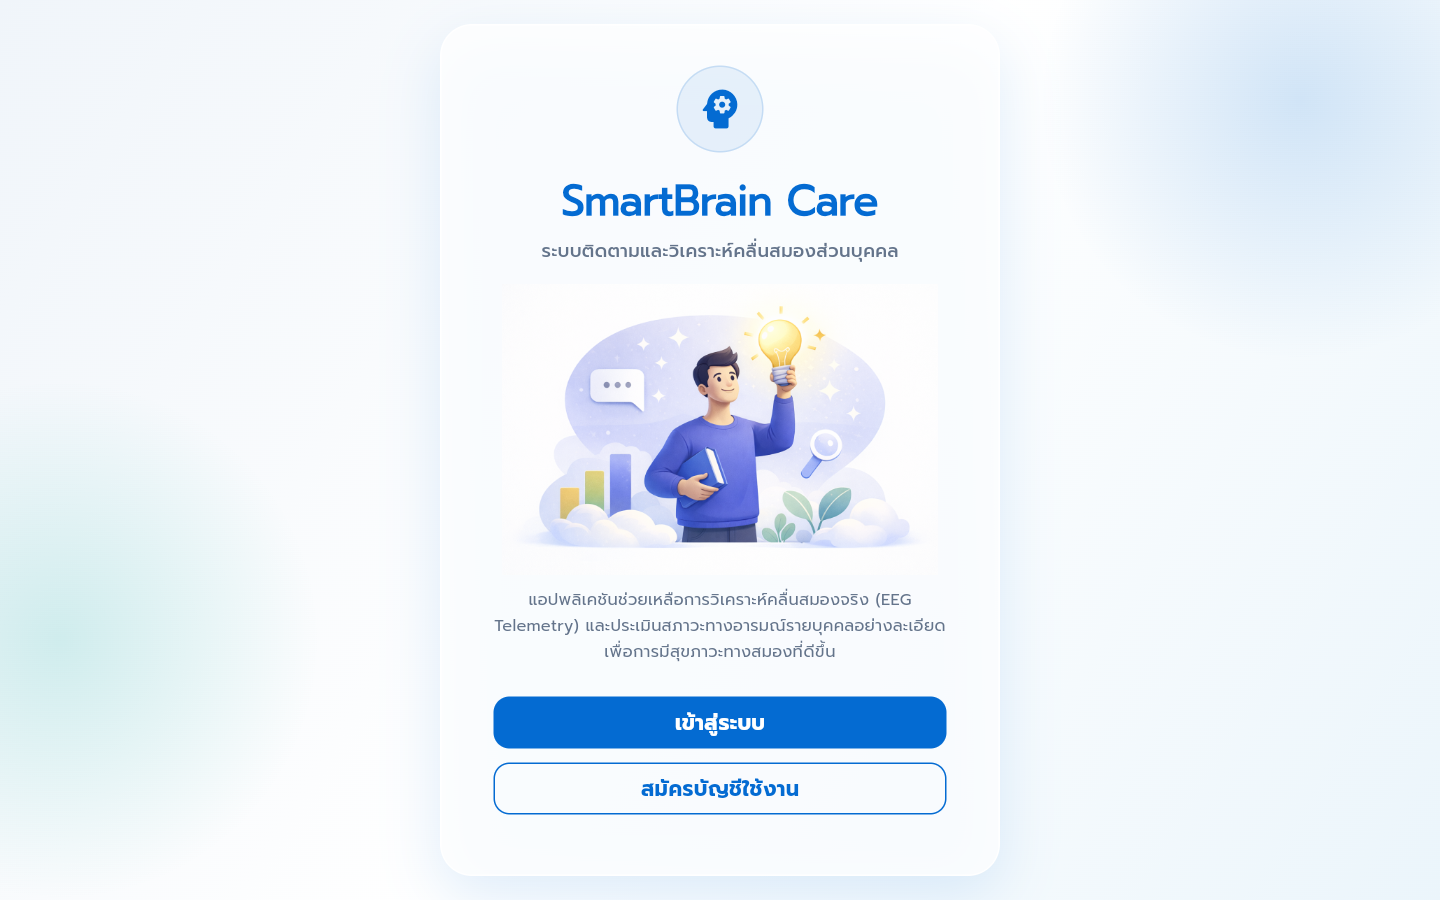 SmartBrain Care
ระบบติดตามและวิเคราะห์คลื่นสมองส่วนบุคคล
แอปพลิเคชันช่วยเหลือการวิเคราะห์คลื่นสมองจริง (EEG
Telemetry) และประเมินสภาวะทางอารมณ์รายบุคคลอย่างละเอียด
เพื่อการมีสุขภาวะทางสมองที่ดีขึ้น
เข้าสู่ระบบ
สมัครบัญชีใช้งาน